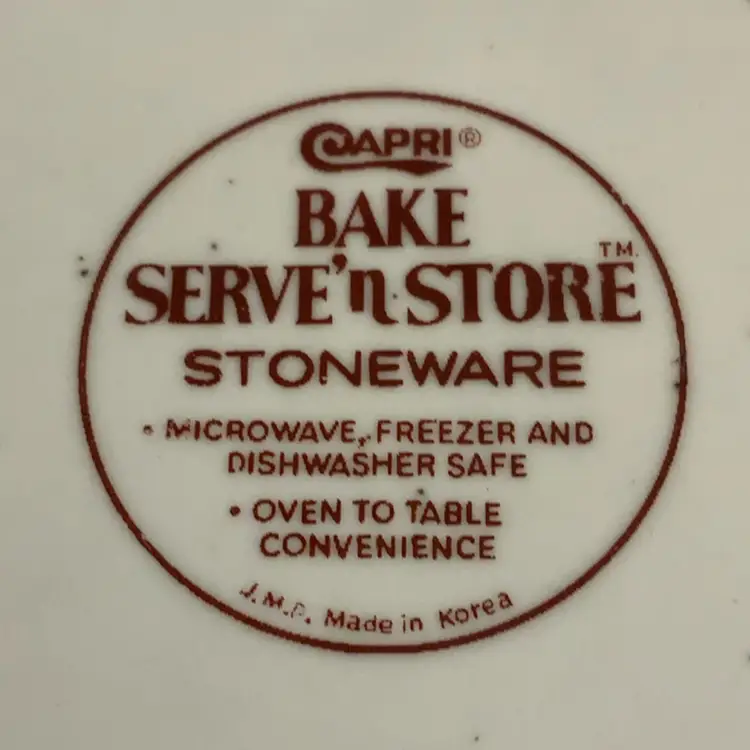 CAPRI®
BAKE
SERVE'n STORE™
STONEWARE
• MICROWAVE, FREEZER AND
DISHWASHER SAFE
• OVEN TO TABLE
CONVENIENCE
J.M.P. Made in Korea